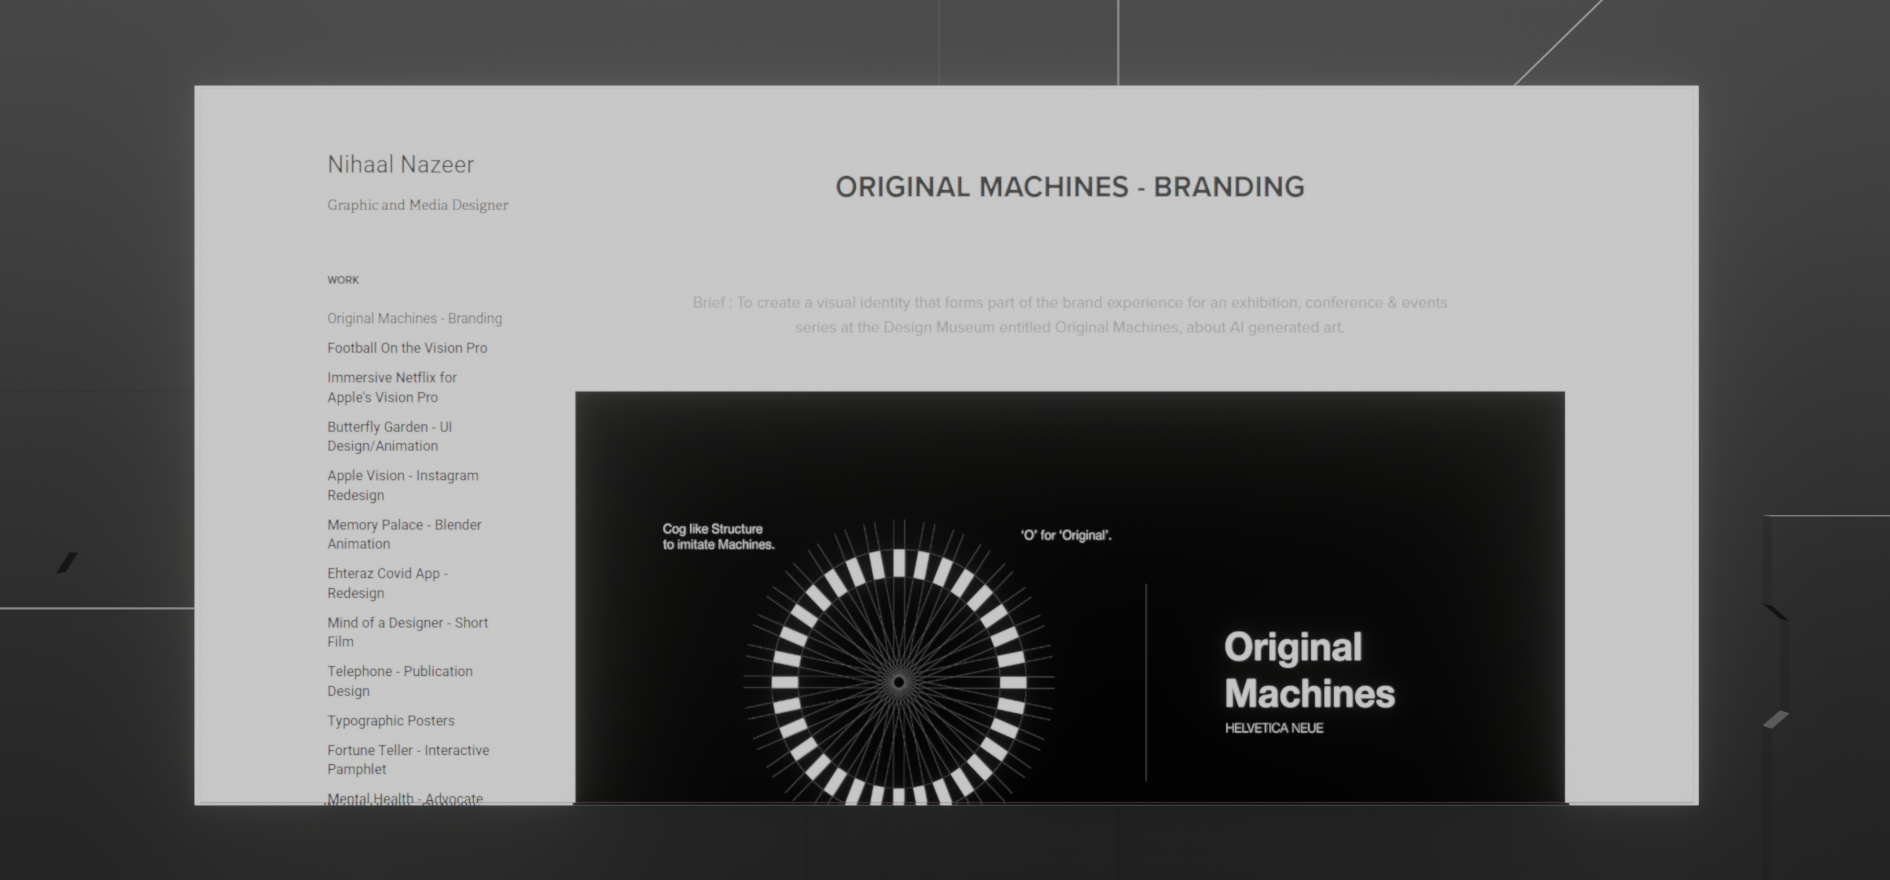 Nihaal Nazeer
Graphic and Media Designer
WORK
Original Machines - Branding
Football On the Vision Pro
Immersive Netflix for
Apple's Vision Pro
Butterfly Garden - UI
Design/Animation
Apple Vision - Instagram
Redesign
Memory Palace - Blender
Animation
Ehteraz Covid App -
Redesign
Mind of a Designer - Short
Film
Telephone - Publication
Design
Typographic Posters
Fortune Teller - Interactive
Pamphlet
Mental Health - Advocate
ORIGINAL MACHINES - BRANDING
Brief : To create a visual identity that forms part of the brand experience for an exhibition, conference & events
series at the Design Museum entitled Original Machines, about AI generated art.
Cog like Structure
to imitate Machines.
‘O’ for ‘Original’.
Original
Machines
HELVETICA NEUE